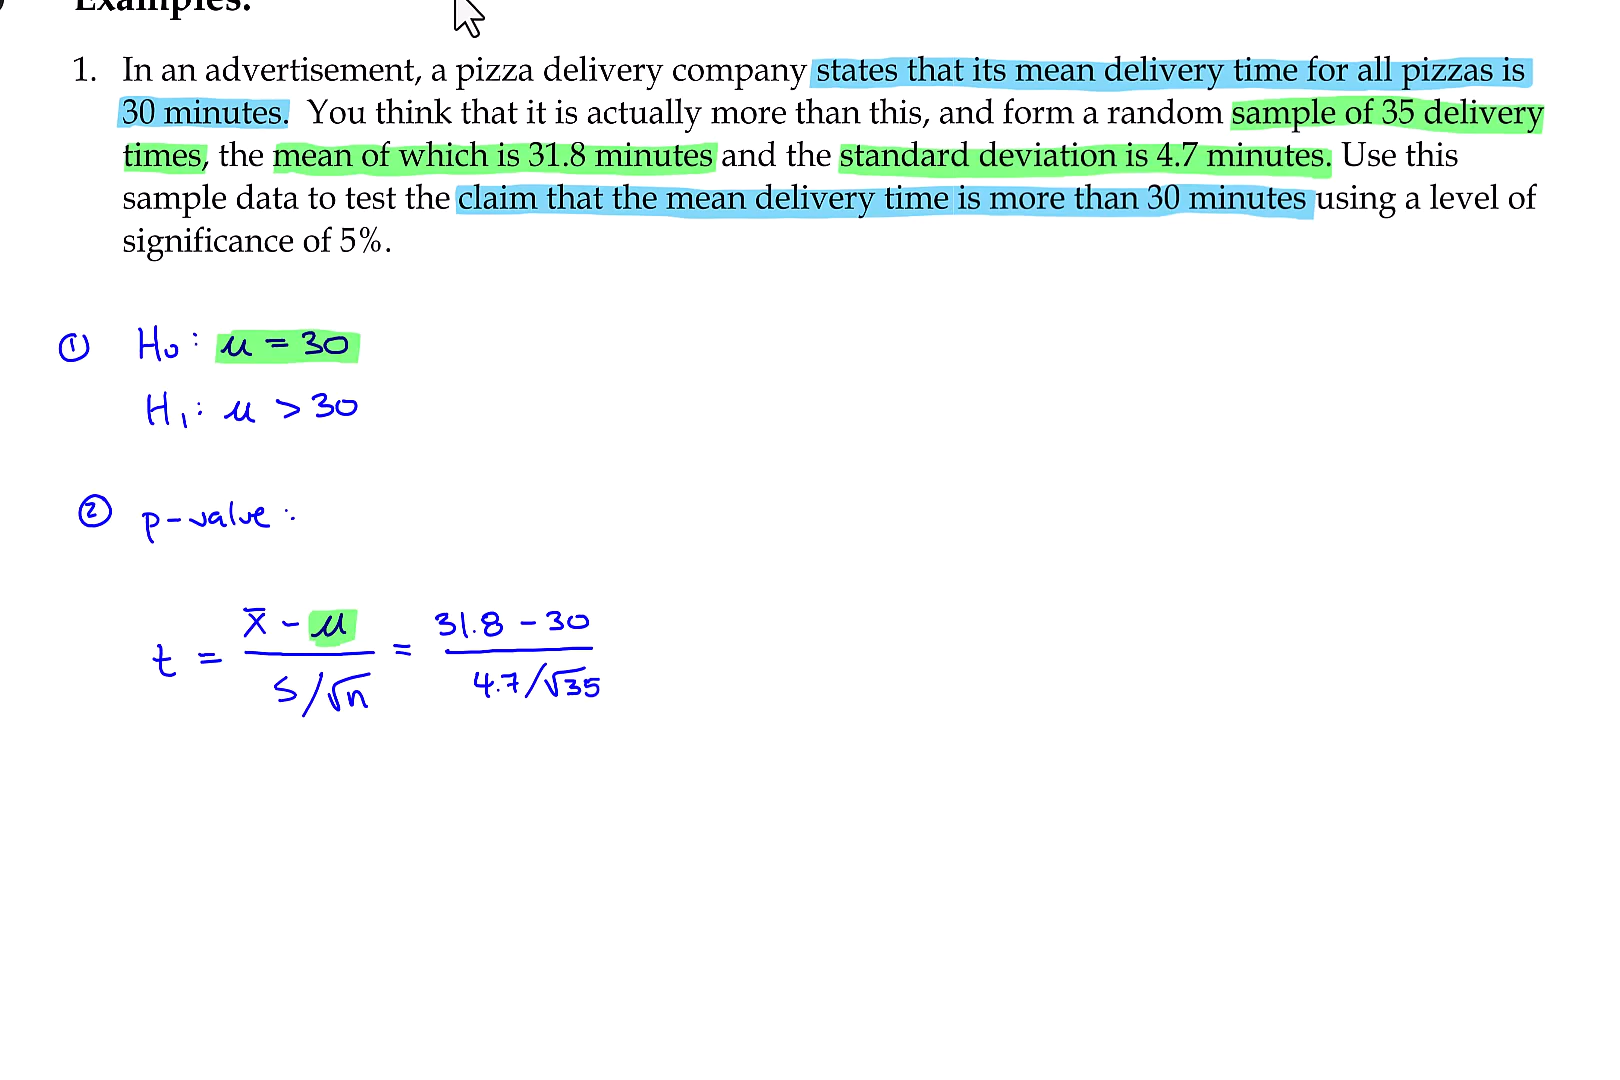 Examples:
1. In an advertisement, a pizza delivery company states that its mean delivery time for all pizzas is
30 minutes. You think that it is actually more than this, and form a random sample of 35 delivery
times, the mean of which is 31.8 minutes and the standard deviation is 4.7 minutes. Use this
sample data to test the claim that the mean delivery time is more than 30 minutes using a level of
significance of 5%.
① H₀: μ = 30
H₁: μ > 30
② p-value:
t = (x̄ - μ)/(s/√n) = (31.8 - 30)/(4.7/√35)